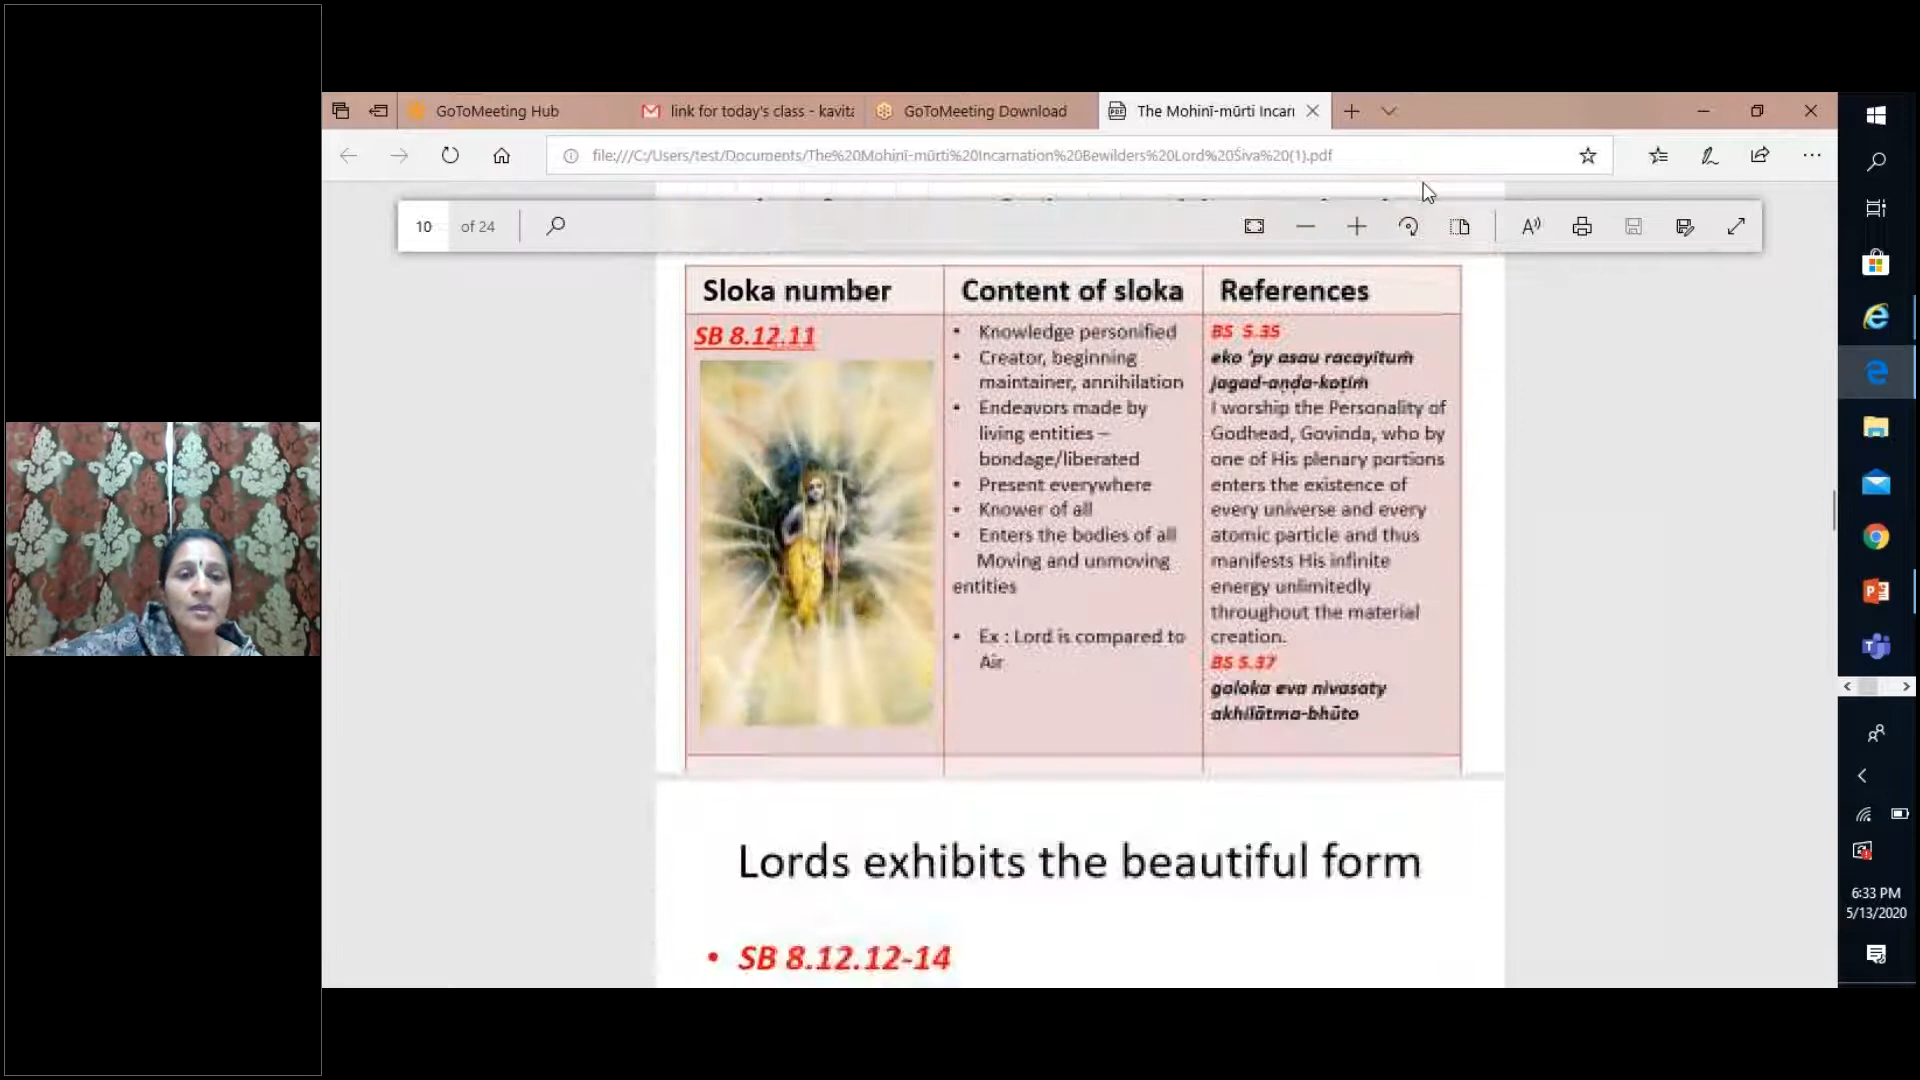 GoToMeeting Hub
link for today's class - kavita
GoToMeeting Download
The Mohinī-mūrti Incarn
file:///C:/Users/test/Documents/The%20Mohinī-mūrti%20Incarnation%20Bewilders%20Lord%20Śiva%20(1).pdf
10 of 24
Sloka number
Content of sloka
References
SB 8.12.11
• Knowledge personified
• Creator, beginning
maintainer, annihilation
• Endeavors made by
living entities –
bondage/liberated
• Present everywhere
• Knower of all
• Enters the bodies of all
Moving and unmoving
entities
• Ex : Lord is compared to
Air
BS 5.35
eko 'py asau racayituṁ
jagad-aṇḍa-koṭiṁ
I worship the Personality of
Godhead, Govinda, who by
one of His plenary portions
enters the existence of
every universe and every
atomic particle and thus
manifests His infinite
energy unlimitedly
throughout the material
creation.
BS 5.37
goloka eva nivasaty
akhilātma-bhūto
Lords exhibits the beautiful form
• SB 8.12.12-14
6:33 PM
5/13/2020